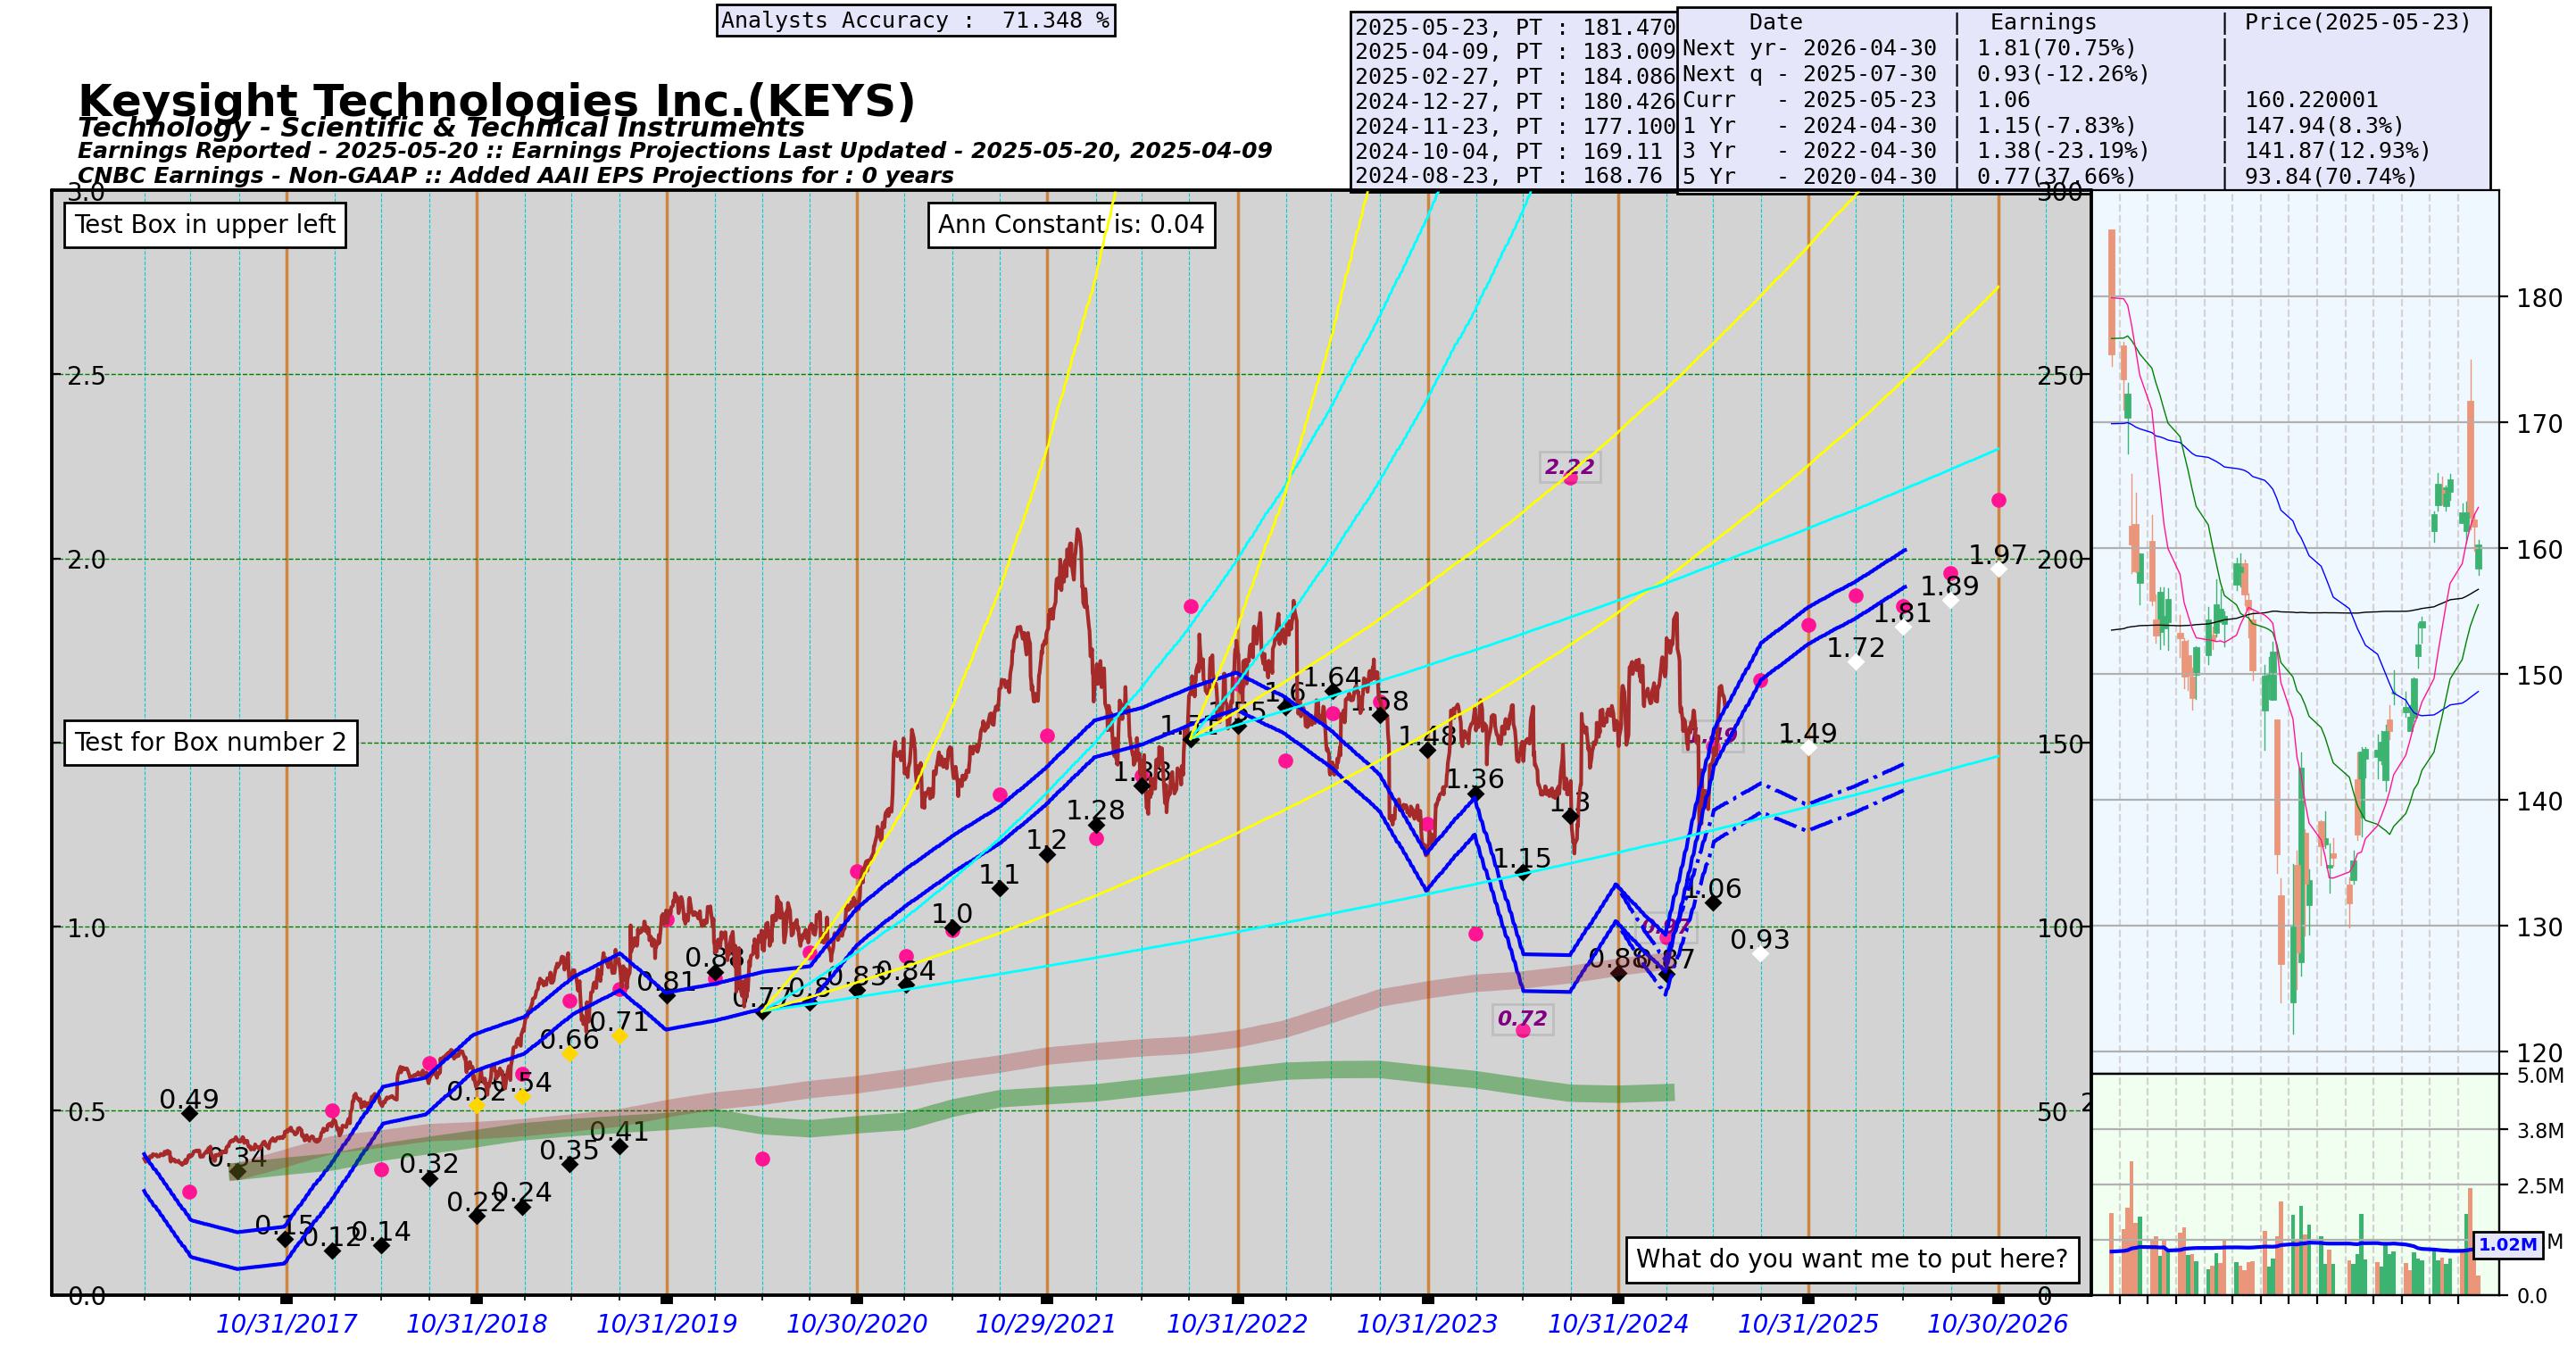 Analysts Accuracy :  71.348 %
2025-05-23, PT : 181.470
2025-04-09, PT : 183.009
2025-02-27, PT : 184.086
2024-12-27, PT : 180.426
2024-11-23, PT : 177.100
2024-10-04, PT : 169.11
2024-08-23, PT : 168.76
Date | Earnings | Price(2025-05-23)
Next yr- 2026-04-30 | 1.81(70.75%) |
Next q - 2025-07-30 | 0.93(-12.26%) |
Curr - 2025-05-23 | 1.06 | 160.220001
1 Yr - 2024-04-30 | 1.15(-7.83%) | 147.94(8.3%)
3 Yr - 2022-04-30 | 1.38(-23.19%) | 141.87(12.93%)
5 Yr - 2020-04-30 | 0.77(37.66%) | 93.84(70.74%)
Keysight Technologies Inc.(KEYS)
Technology - Scientific & Technical Instruments
Earnings Reported - 2025-05-20 :: Earnings Projections Last Updated - 2025-05-20, 2025-04-09
CNBC Earnings - Non-GAAP :: Added AAII EPS Projections for : 0 years
Test Box in upper left
Ann Constant is: 0.04
Test for Box number 2
What do you want me to put here?
3.0
2.5
2.0
1.0
0.5
0.0
300
250
200
150
100
50
0
0.49
0.34
0.15
0.12
0.14
0.32
0.22
0.24
0.35
0.41
0.52
0.54
0.66
0.71
0.81
0.88
0.77
0.8
0.83
0.84
1.0
1.1
1.2
1.28
1.38
1.55
1.6
1.64
1.58
1.48
1.36
1.15
1.3
0.88
0.87
1.06
0.93
1.49
1.72
1.81
1.89
1.97
2.22
0.72
0.97
180
170
160
150
140
130
120
5.0M
3.8M
2.5M
M
1.02M
0.0
2
10/31/2017
10/31/2018
10/31/2019
10/30/2020
10/29/2021
10/31/2022
10/31/2023
10/31/2024
10/31/2025
10/30/2026